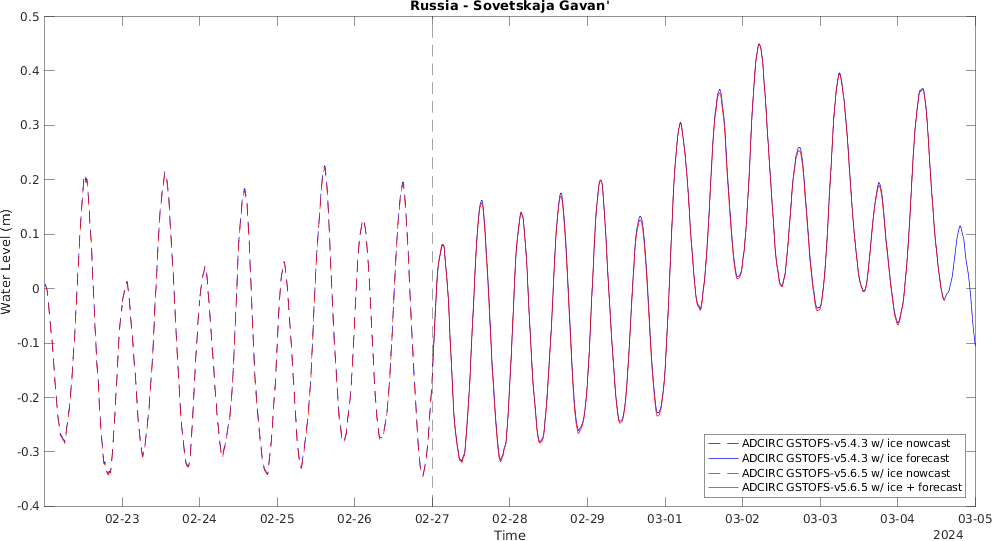 Russia - Sovetskaja Gavan'
0.5
0.4
0.3
0.2
0.1
0
-0.1
-0.2
-0.3
-0.4
Water Level (m)
ADCIRC GSTOFS-v5.4.3 w/ ice nowcast
ADCIRC GSTOFS-v5.4.3 w/ ice forecast
ADCIRC GSTOFS-v5.6.5 w/ ice nowcast
ADCIRC GSTOFS-v5.6.5 w/ ice + forecast
02-23 02-24 02-25 02-26 02-27 02-28 02-29 03-01 03-02 03-03 03-04 03-05
Time
2024